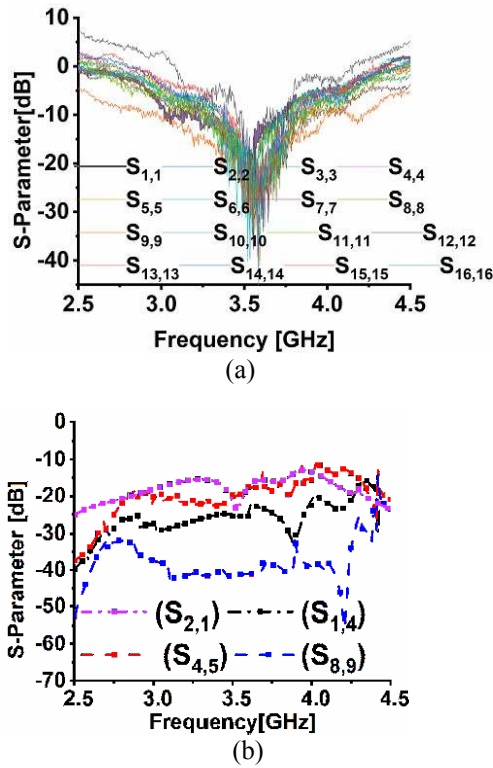 10
0
-10
-20
-30
-40
S-Parameter[dB]
S1,1 S2,2 S3,3 S4,4
S5,5 S6,6 S7,7 S8,8
S9,9 S10,10 S11,11 S12,12
S13,13 S14,14 S15,15 S16,16
2.5 3.0 3.5 4.0 4.5
Frequency [GHz]
(a)
0
-10
-20
-30
-40
-50
-60
-70
S-Parameter [dB]
(S2,1) (S1,4)
(S4,5) (S8,9)
2.5 3.0 3.5 4.0 4.5
Frequency[GHz]
(b)